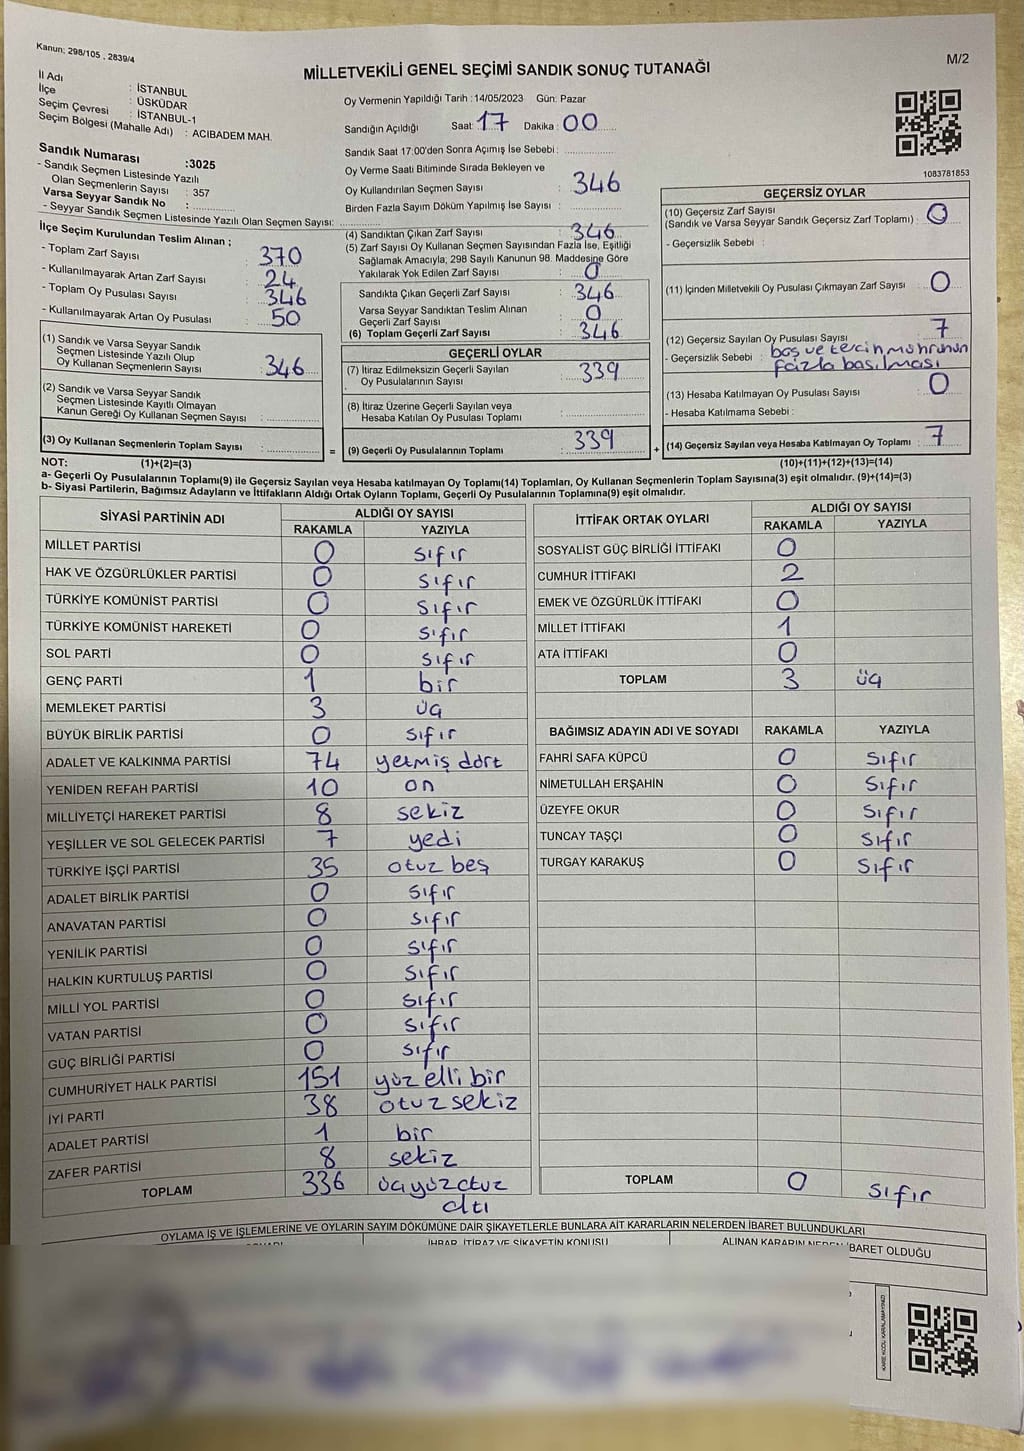 Kanun; 298/105 , 2839/4
M/2
MİLLETVEKİLİ GENEL SEÇİMİ SANDIK SONUÇ TUTANAĞI
İl Adı : İSTANBUL
İlçe : ÜSKÜDAR
Seçim Çevresi : İSTANBUL-1
Seçim Bölgesi (Mahalle Adı) : ACIBADEM MAH.
Sandık Numarası :3025
- Sandık Seçmen Listesinde Yazılı
Olan Seçmenlerin Sayısı : 357
Varsa Seyyar Sandık No :
- Seyyar Sandık Seçmen Listesinde Yazılı Olan Seçmen Sayısı:
İlçe Seçim Kurulundan Teslim Alınan ;
- Toplam Zarf Sayısı : 370
- Kullanılmayarak Artan Zarf Sayısı : 24
- Toplam Oy Pusulası Sayısı : 346
- Kullanılmayarak Artan Oy Pusulası : 50
Oy Vermenin Yapıldığı Tarih :14/05/2023 Gün: Pazar
Sandığın Açıldığı Saat: 17 Dakika : 00
Sandık Saat 17:00'den Sonra Açımış İse Sebebi:
Oy Verme Saati Bitiminde Sırada Bekleyen ve
Oy Kullandırılan Seçmen Sayısı : 346
Birden Fazla Sayım Döküm Yapılmış İse Sayısı :
(4) Sandıktan Çıkan Zarf Sayısı : 346
(5) Zarf Sayısı Oy Kullanan Seçmen Sayısından Fazla İse, Eşitliği
Sağlamak Amacıyla, 298 Sayılı Kanunun 98. Maddesine Göre
Yakılarak Yok Edilen Zarf Sayısı : 0
Sandıkta Çıkan Geçerli Zarf Sayısı : 346
Varsa Seyyar Sandıktan Teslim Alınan
Geçerli Zarf Sayısı : 0
(6) Toplam Geçerli Zarf Sayısı : 346
1083781853
GEÇERSİZ OYLAR
(10) Geçersiz Zarf Sayısı
(Sandık ve Varsa Seyyar Sandık Geçersiz Zarf Toplamı) : 0
- Geçersizlik Sebebi :
(11) İçinden Milletvekili Oy Pusulası Çıkmayan Zarf Sayısı : 0
(12) Geçersiz Sayılan Oy Pusulası Sayısı : 7
- Geçersizlik Sebebi : boş ve tercih mührünün
fazla basılması
(13) Hesaba Katılmayan Oy Pusulası Sayısı : 0
- Hesaba Katılmama Sebebi :
(14) Geçersiz Sayılan veya Hesaba Katılmayan Oy Toplamı : 7
(1) Sandık ve Varsa Seyyar Sandık
Seçmen Listesinde Yazılı Olup
Oy Kullanan Seçmenlerin Sayısı : 346
(2) Sandık ve Varsa Seyyar Sandık
Seçmen Listesinde Kayıtlı Olmayan
Kanun Gereği Oy Kullanan Seçmen Sayısı :
(3) Oy Kullanan Seçmenlerin Toplam Sayısı :
=
GEÇERLİ OYLAR
(7) İtiraz Edilmeksizin Geçerli Sayılan
Oy Pusulalarının Sayısı : 339
(8) İtiraz Üzerine Geçerli Sayılan veya
Hesaba Katılan Oy Pusulası Toplamı :
(9) Geçerli Oy Pusulalarının Toplamı : 339
+
NOT: (1)+(2)=(3)
(10)+(11)+(12)+(13)=(14)
a- Geçerli Oy Pusulalarının Toplamı(9) ile Geçersiz Sayılan veya Hesaba katılmayan Oy Toplamı(14) Toplamları, Oy Kullanan Seçmenlerin Toplam Sayısına(3) eşit olmalıdır. (9)+(14)=(3)
b- Siyasi Partilerin, Bağımsız Adayların ve İttifakların Aldığı Ortak Oyların Toplamı, Geçerli Oy Pusulalarının Toplamına(9) eşit olmalıdır.
SİYASİ PARTİNİN ADI ALDIĞI OY SAYISI
RAKAMLA YAZIYLA
MİLLET PARTİSİ 0 sıfır
HAK VE ÖZGÜRLÜKLER PARTİSİ 0 sıfır
TÜRKİYE KOMÜNİST PARTİSİ 0 sıfır
TÜRKİYE KOMÜNİST HAREKETİ 0 sıfır
SOL PARTİ 0 sıfır
GENÇ PARTİ 1 bir
MEMLEKET PARTİSİ 3 üç
BÜYÜK BİRLİK PARTİSİ 0 sıfır
ADALET VE KALKINMA PARTİSİ 74 yetmiş dört
YENİDEN REFAH PARTİSİ 10 on
MİLLİYETÇİ HAREKET PARTİSİ 8 sekiz
YEŞİLLER VE SOL GELECEK PARTİSİ 7 yedi
TÜRKİYE İŞÇİ PARTİSİ 35 otuz beş
ADALET BİRLİK PARTİSİ 0 sıfır
ANAVATAN PARTİSİ 0 sıfır
YENİLİK PARTİSİ 0 sıfır
HALKIN KURTULUŞ PARTİSİ 0 sıfır
MİLLİ YOL PARTİSİ 0 sıfır
VATAN PARTİSİ 0 sıfır
GÜÇ BİRLİĞİ PARTİSİ 0 sıfır
CUMHURİYET HALK PARTİSİ 151 yüz elli bir
İYİ PARTİ 38 otuz sekiz
ADALET PARTİSİ 1 bir
ZAFER PARTİSİ 8 sekiz
TOPLAM 336 üçyüzotuz
altı
İTTİFAK ORTAK OYLARI ALDIĞI OY SAYISI
RAKAMLA YAZIYLA
SOSYALİST GÜÇ BİRLİĞİ İTTİFAKI 0
CUMHUR İTTİFAKI 2
EMEK VE ÖZGÜRLÜK İTTİFAKI 0
MİLLET İTTİFAKI 1
ATA İTTİFAKI 0
TOPLAM 3 üç
BAĞIMSIZ ADAYIN ADI VE SOYADI RAKAMLA YAZIYLA
FAHRİ SAFA KÜPCÜ 0 sıfır
NİMETULLAH ERŞAHİN 0 sıfır
ÜZEYFE OKUR 0 sıfır
TUNCAY TAŞÇI 0 sıfır
TURGAY KARAKUŞ 0 sıfır
TOPLAM 0 sıfır
OYLAMA İŞ VE İŞLEMLERİNE VE OYLARIN SAYIM DÖKÜMÜNE DAİR ŞİKAYETLERLE BUNLARA AİT KARARLARIN NELERDEN İBARET BULUNDUKLARI
İHBAR, İTİRAZ VE ŞİKAYETİN KONUSU ALINAN KARARIN NEDEN İBARET OLDUĞU
KARE KODU KARALAMAYINIZ!